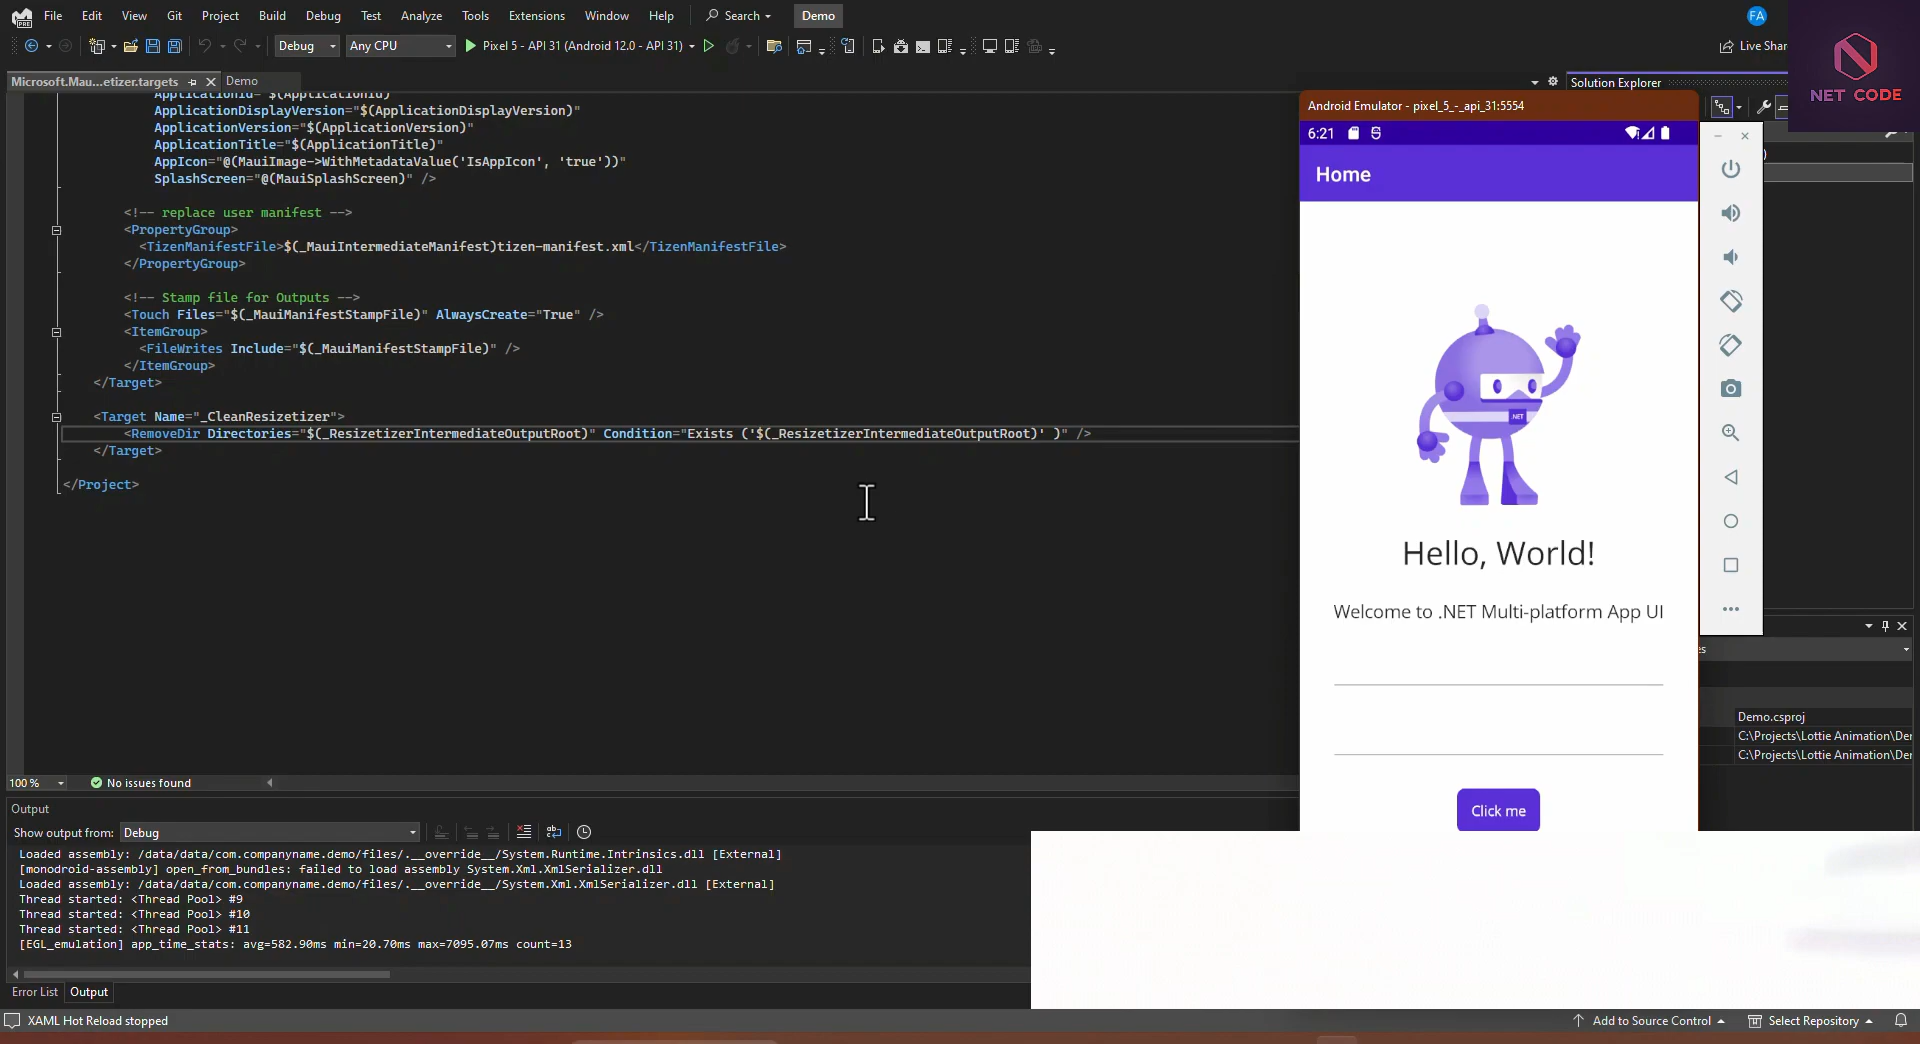 File Edit View Git Project Build Debug Test Analyze Tools Extensions Window Help Search Demo FA
Debug Any CPU Pixel 5 - API 31 (Android 12.0 - API 31) Live Shar
NET CODE
Microsoft.Mau...etizer.targets Demo
Solution Explorer
ApplicationId="$(ApplicationId)"
ApplicationDisplayVersion="$(ApplicationDisplayVersion)"
ApplicationVersion="$(ApplicationVersion)"
ApplicationTitle="$(ApplicationTitle)"
AppIcon="@(MauiImage->WithMetadataValue('IsAppIcon', 'true'))"
SplashScreen="@(MauiSplashScreen)" />
<!-- replace user manifest -->
<PropertyGroup>
<TizenManifestFile>$(_MauiIntermediateManifest)tizen-manifest.xml</TizenManifestFile>
</PropertyGroup>
<!-- Stamp file for Outputs -->
<Touch Files="$(_MauiManifestStampFile)" AlwaysCreate="True" />
<ItemGroup>
<FileWrites Include="$(_MauiManifestStampFile)" />
</ItemGroup>
</Target>
<Target Name="_CleanResizetizer">
<RemoveDir Directories="$(_ResizetizerIntermediateOutputRoot)" Condition="Exists ('$(_ResizetizerIntermediateOutputRoot)' )" />
</Target>
</Project>
Android Emulator - pixel_5_-_api_31:5554
6:21
Home
.NET
Hello, World!
Welcome to .NET Multi-platform App UI
Click me
)
es
Demo.csproj
C:\Projects\Lottie Animation\Der
C:\Projects\Lottie Animation\Der
100 % No issues found
Output
Show output from: Debug
Loaded assembly: /data/data/com.companyname.demo/files/.__override__/System.Runtime.Intrinsics.dll [External]
[monodroid-assembly] open_from_bundles: failed to load assembly System.Xml.XmlSerializer.dll
Loaded assembly: /data/data/com.companyname.demo/files/.__override__/System.Xml.XmlSerializer.dll [External]
Thread started: <Thread Pool> #9
Thread started: <Thread Pool> #10
Thread started: <Thread Pool> #11
[EGL_emulation] app_time_stats: avg=582.90ms min=20.70ms max=7095.07ms count=13
Error List Output
XAML Hot Reload stopped Add to Source Control Select Repository